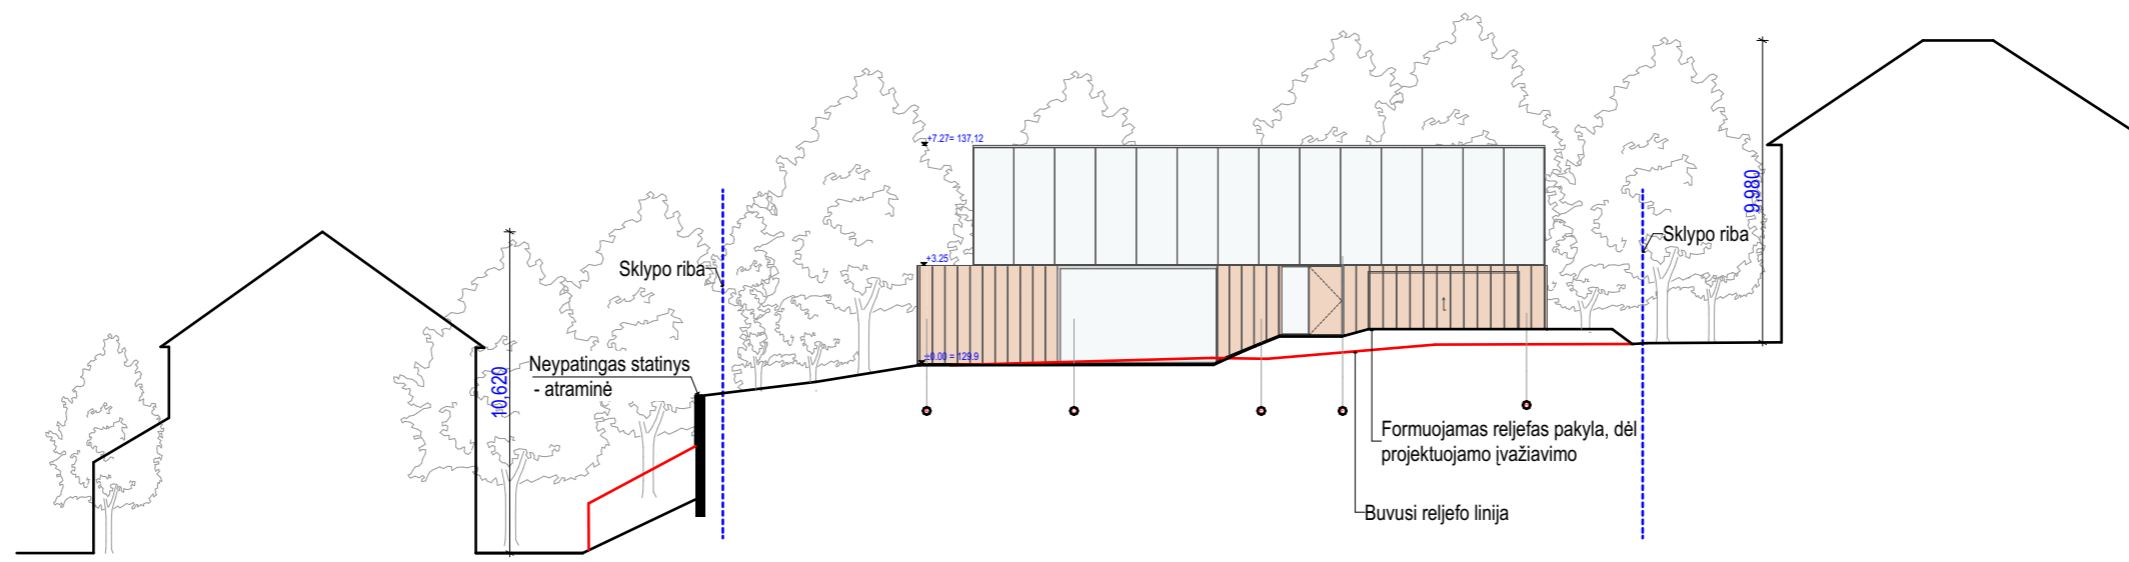 +7.27= 137,12
9,980
Sklypo riba
+3.25
Sklypo riba
±0.00 = 129.9
Neypatingas statinys
- atraminė
10,620
Formuojamas reljefas pakyla, dėl
projektuojamo įvažiavimo
Buvusi reljefo linija